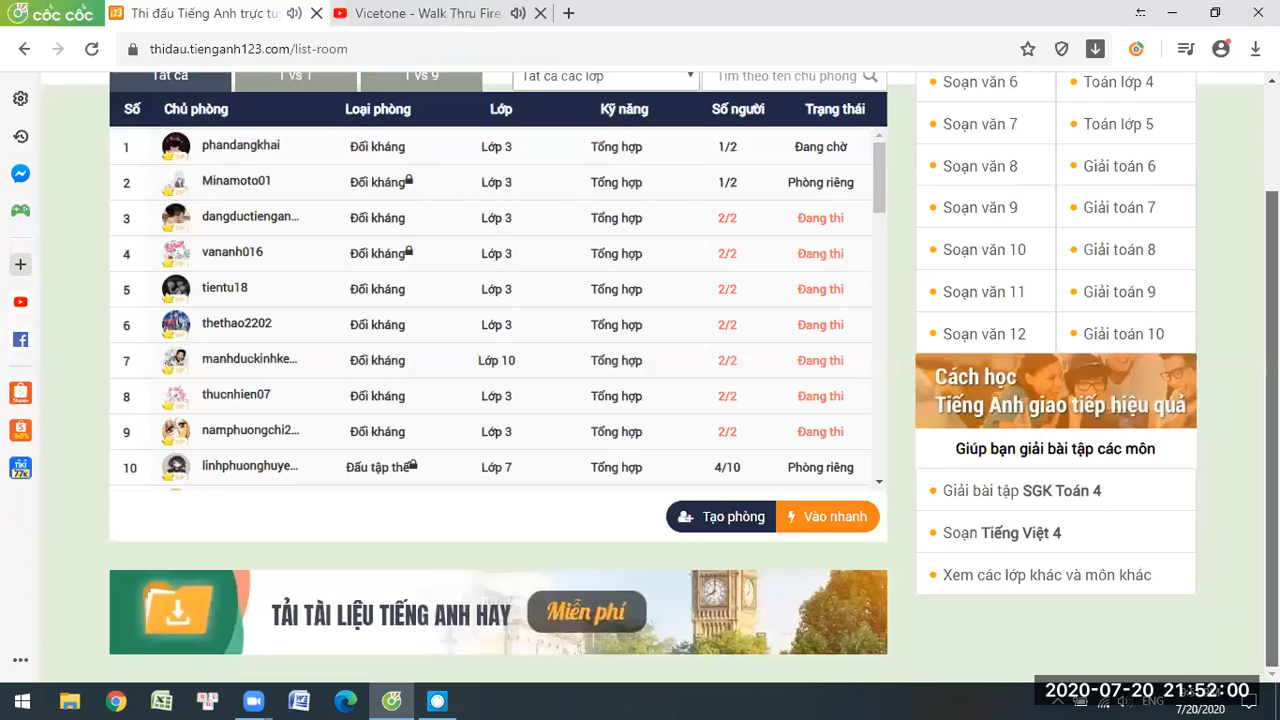 cốc cốc
Thi đấu Tiếng Anh trực tu
Vicetone - Walk Thru Fire
thidau.tienganh123.com/list-room
Tất cả 1 vs 1 1 vs 9 Tất cả các lớp Tìm theo tên chủ phòng
Số Chủ phòng Loại phòng Lớp Kỹ năng Số người Trạng thái
1 phandangkhai Đối kháng Lớp 3 Tổng hợp 1/2 Đang chờ
2 Minamoto01 Đối kháng Lớp 3 Tổng hợp 1/2 Phòng riêng
3 dangductiengan... Đối kháng Lớp 3 Tổng hợp 2/2 Đang thi
4 vananh016 Đối kháng Lớp 3 Tổng hợp 2/2 Đang thi
5 tientu18 Đối kháng Lớp 3 Tổng hợp 2/2 Đang thi
6 thethao2202 Đối kháng Lớp 3 Tổng hợp 2/2 Đang thi
7 manhduckinhke... Đối kháng Lớp 10 Tổng hợp 2/2 Đang thi
8 thucnhien07 Đối kháng Lớp 3 Tổng hợp 2/2 Đang thi
9 namphuongchi2... Đối kháng Lớp 3 Tổng hợp 2/2 Đang thi
10 linhphuonghuye... Đấu tập thể Lớp 7 Tổng hợp 4/10 Phòng riêng
Tạo phòng Vào nhanh
TẢI TÀI LIỆU TIẾNG ANH HAY Miễn phí
Soạn văn 6 Toán lớp 4
Soạn văn 7 Toán lớp 5
Soạn văn 8 Giải toán 6
Soạn văn 9 Giải toán 7
Soạn văn 10 Giải toán 8
Soạn văn 11 Giải toán 9
Soạn văn 12 Giải toán 10
Cách học
Tiếng Anh giao tiếp hiệu quả
Giúp bạn giải bài tập các môn
Giải bài tập SGK Toán 4
Soạn Tiếng Việt 4
Xem các lớp khác và môn khác
2020-07-20 21:52:00
ENG
7/20/2020